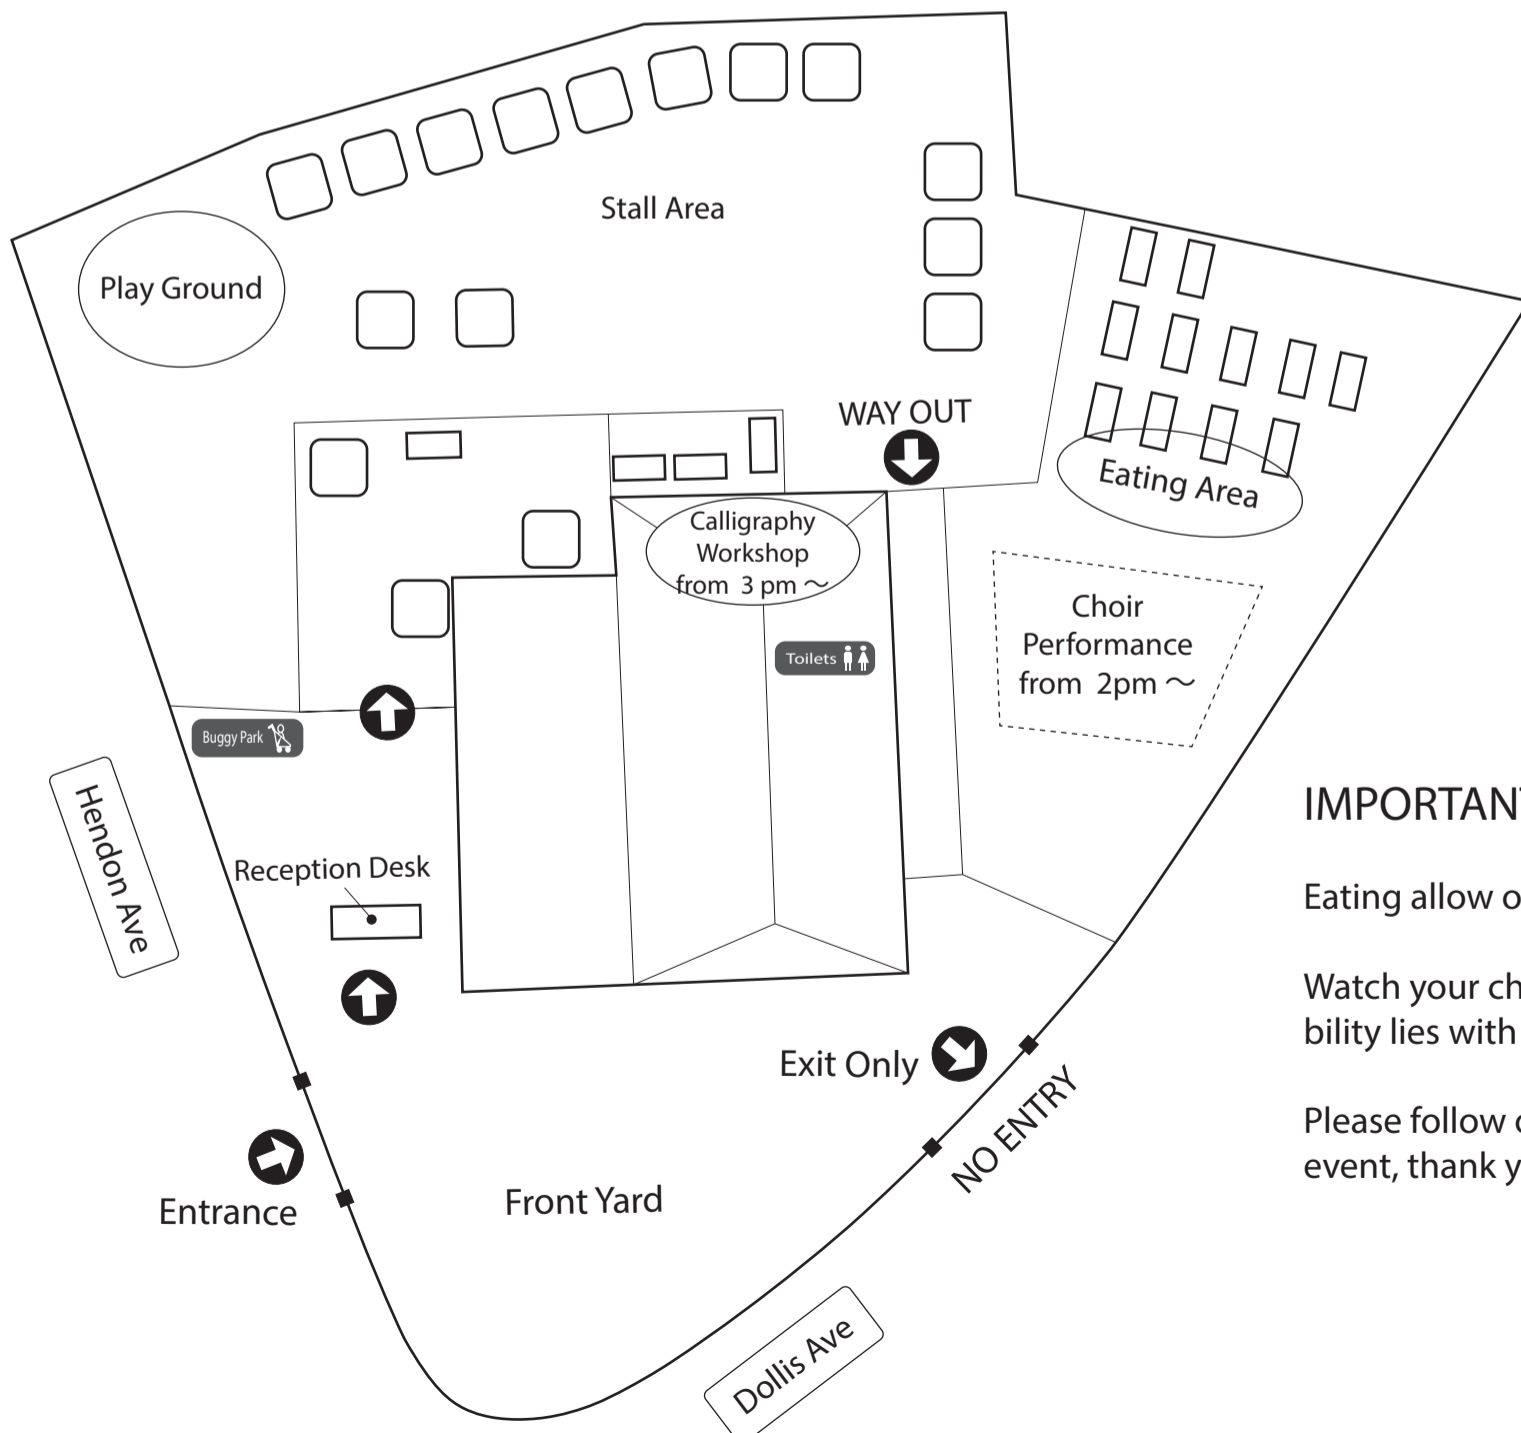 Stall Area
Play Ground
WAY OUT
Eating Area
Calligraphy
Workshop
from 3 pm ～
Toilets
Choir
Performance
from 2pm ～
Buggy Park
Hendon Ave
Reception Desk
IMPORTANT
Eating allow o
Watch your ch
bility lies with
Please follow
event, thank y
Exit Only
NO ENTRY
Entrance
Front Yard
Dollis Ave